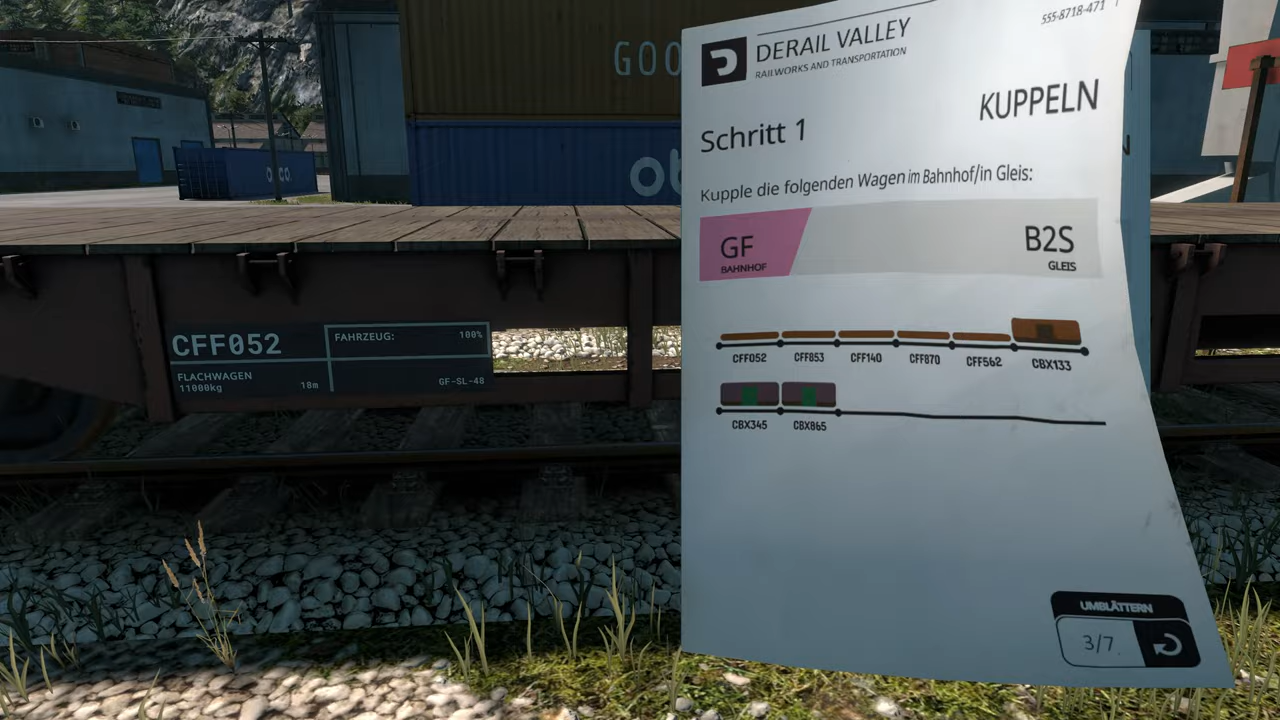 GOO
ob
ob co
CFF052
FAHRZEUG: 100%
FLACHWAGEN
11000kg 18m
GF-SL-48
555-8718-471
DERAIL VALLEY
RAILWORKS AND TRANSPORTATION
KUPPELN
Schritt 1
Kupple die folgenden Wagen im Bahnhof/in Gleis:
GF B2S
BAHNHOF GLEIS
CFF052 CFF853 CFF140 CFF870 CFF562 CBX133
CBX345 CBX865
UMBLÄTTERN
3/7